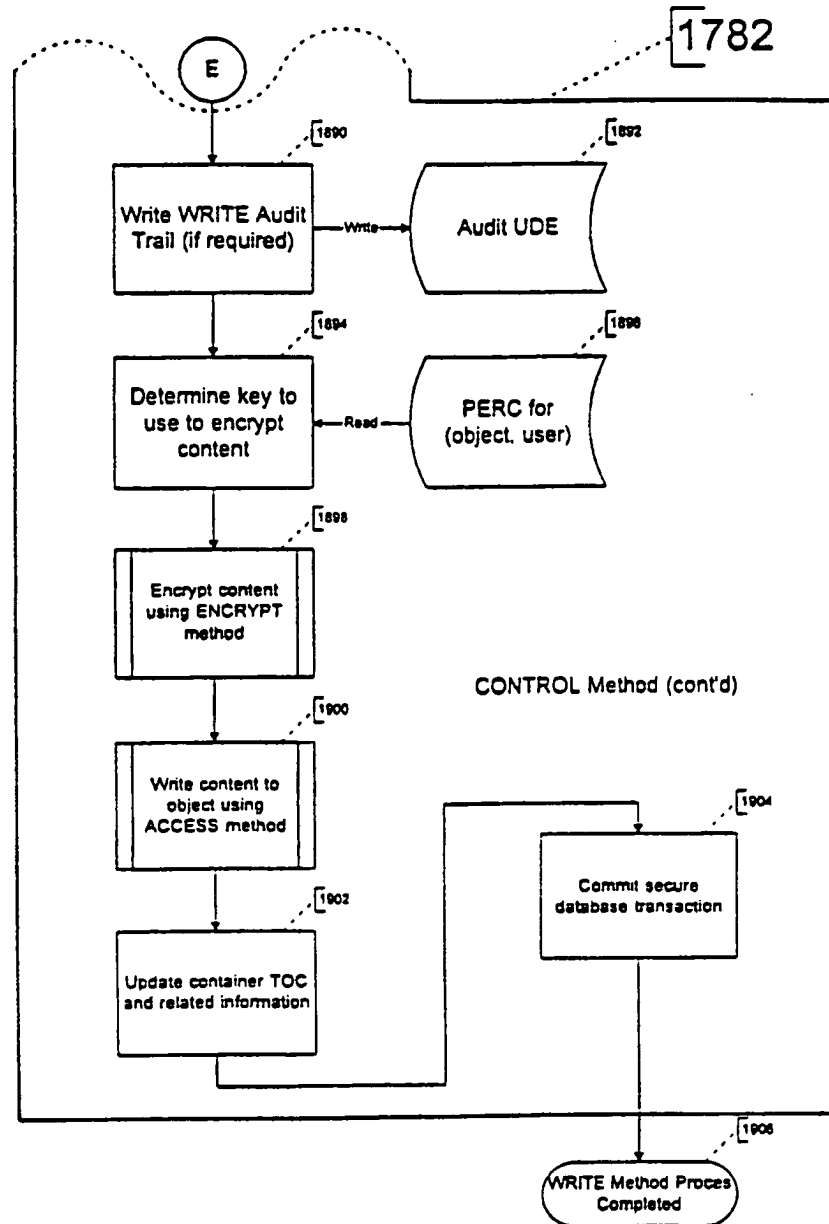 1782
E
1890
Write WRITE Audit
Trail (if required)
Write
1892
Audit UDE
1894
Determine key to
use to encrypt
content
Read
1896
PERC for
(object, user)
1898
Encrypt content
using ENCRYPT
method
CONTROL Method (cont'd)
1900
Write content to
object using
ACCESS method
1904
Commit secure
database transaction
1902
Update container TOC
and related information
1906
WRITE Method Proces
Completed